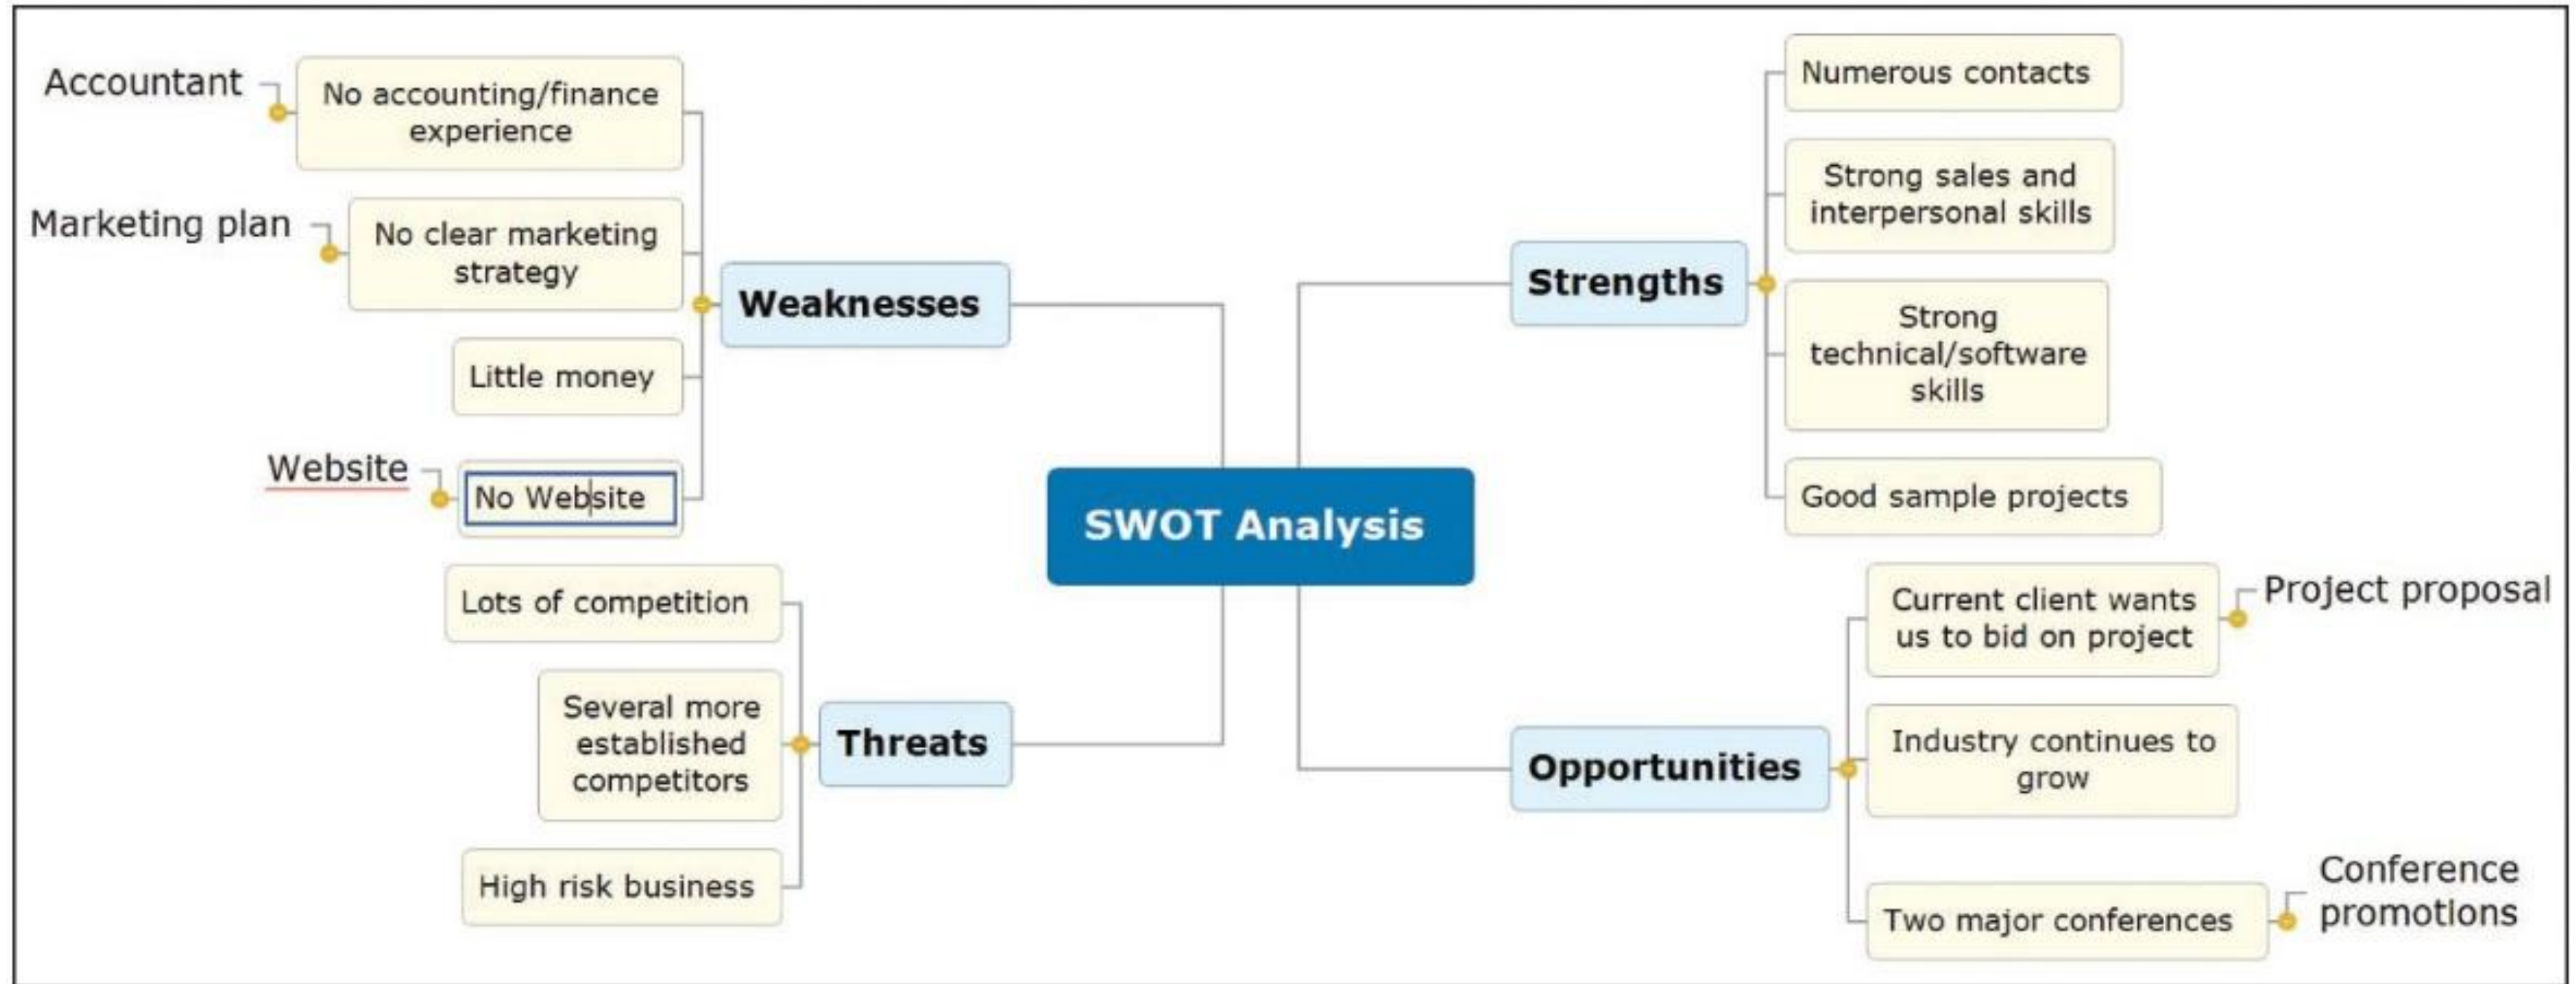 Accountant
No accounting/finance
experience
Marketing plan
No clear marketing
strategy
Weaknesses
Little money
Website
No Website
SWOT Analysis
Lots of competition
Several more
established
competitors
Threats
High risk business
Numerous contacts
Strong sales and
interpersonal skills
Strengths
Strong
technical/software
skills
Good sample projects
Current client wants
us to bid on project
Project proposal
Industry continues to
grow
Opportunities
Two major conferences
Conference
promotions